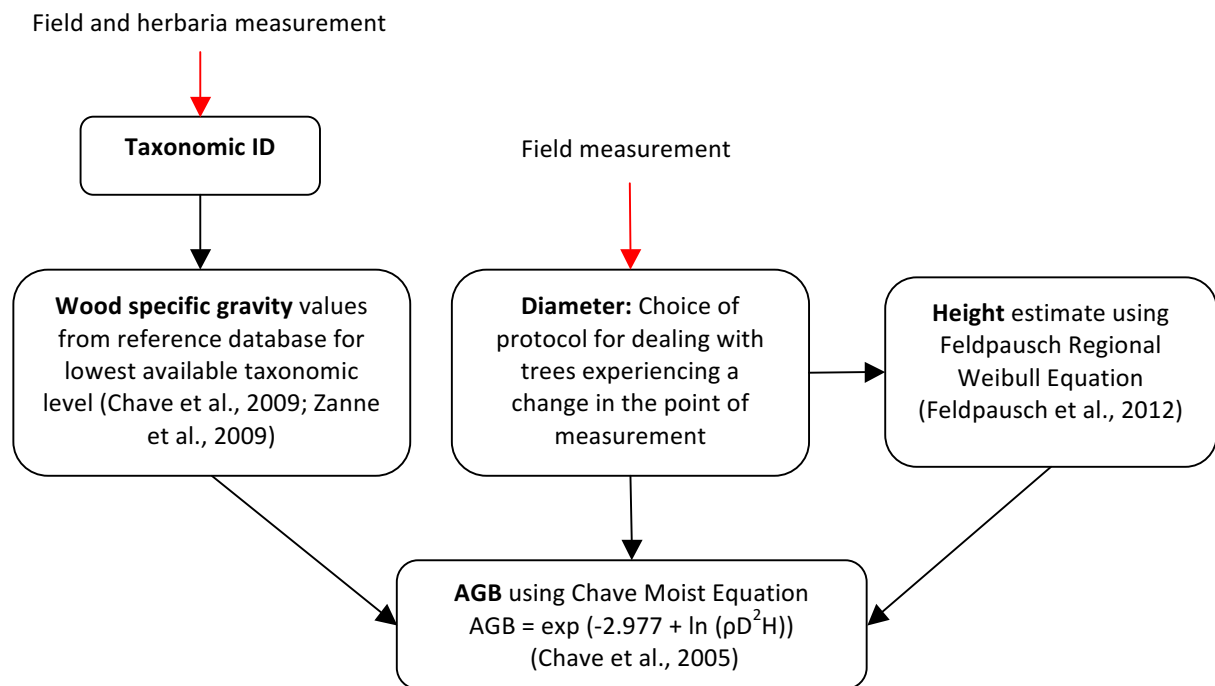 Field and herbaria measurement
Taxonomic ID
Field measurement
Wood specific gravity values
from reference database for
lowest available taxonomic
level (Chave et al., 2009; Zanne
et al., 2009)
Diameter: Choice of
protocol for dealing with
trees experiencing a
change in the point of
measurement
Height estimate using
Feldpausch Regional
Weibull Equation
(Feldpausch et al., 2012)
AGB using Chave Moist Equation
AGB = exp (-2.977 + ln (ρD²H))
(Chave et al., 2005)